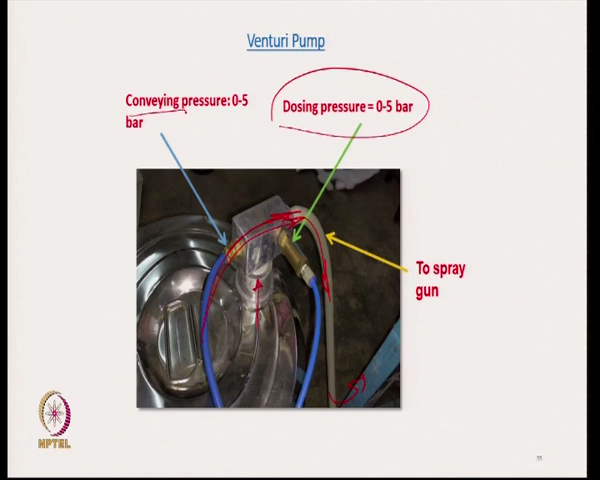 Venturi Pump
Conveying pressure: 0-5
bar
Dosing pressure = 0-5 bar
To spray
gun
NPTEL